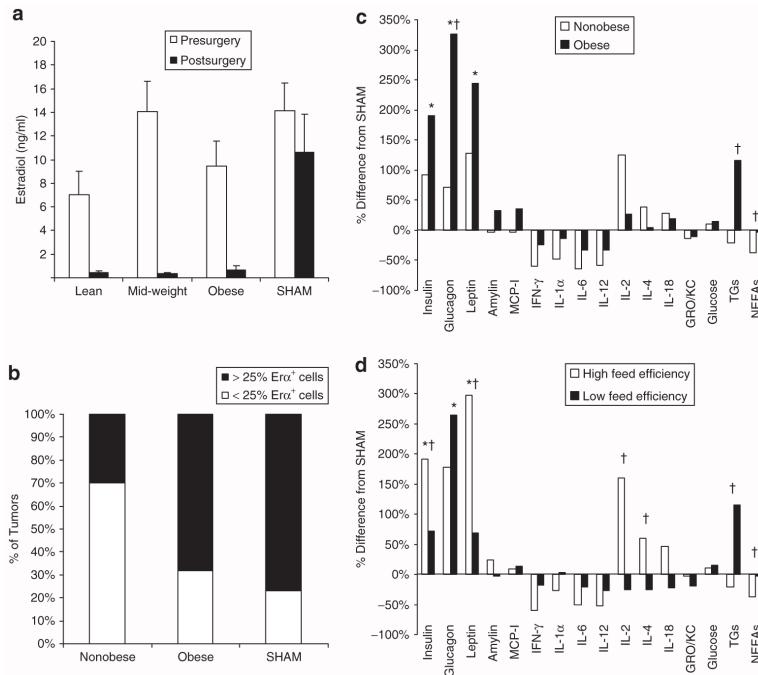 a
Presurgery
Postsurgery
Estradiol (ng/ml)
20
18
16
14
12
10
8
6
4
2
Lean Mid-weight Obese SHAM
b
> 25% Erα+ cells
< 25% Erα+ cells
% of Tumors
100%
90%
80%
70%
60%
50%
40%
30%
20%
10%
0%
Nonobese Obese SHAM
c
Nonobese
Obese
% Difference from SHAM
350%
300%
250%
200%
150%
100%
50%
0%
−50%
−100%
*
*†
*
†
†
Insulin
Glucagon
Leptin
Amylin
MCP-I
IFN-γ
IL-1α
IL-6
IL-12
IL-2
IL-4
IL-18
GRO/KC
Glucose
TGs
NEFAs
d
High feed efficiency
Low feed efficiency
% Difference from SHAM
350%
300%
250%
200%
150%
100%
50%
0%
−50%
−100%
*†
*
*†
†
†
†
†
Insulin
Glucagon
Leptin
Amylin
MCP-I
IFN-γ
IL-1α
IL-6
IL-12
IL-2
IL-4
IL-18
GRO/KC
Glucose
TGs
NEFAs